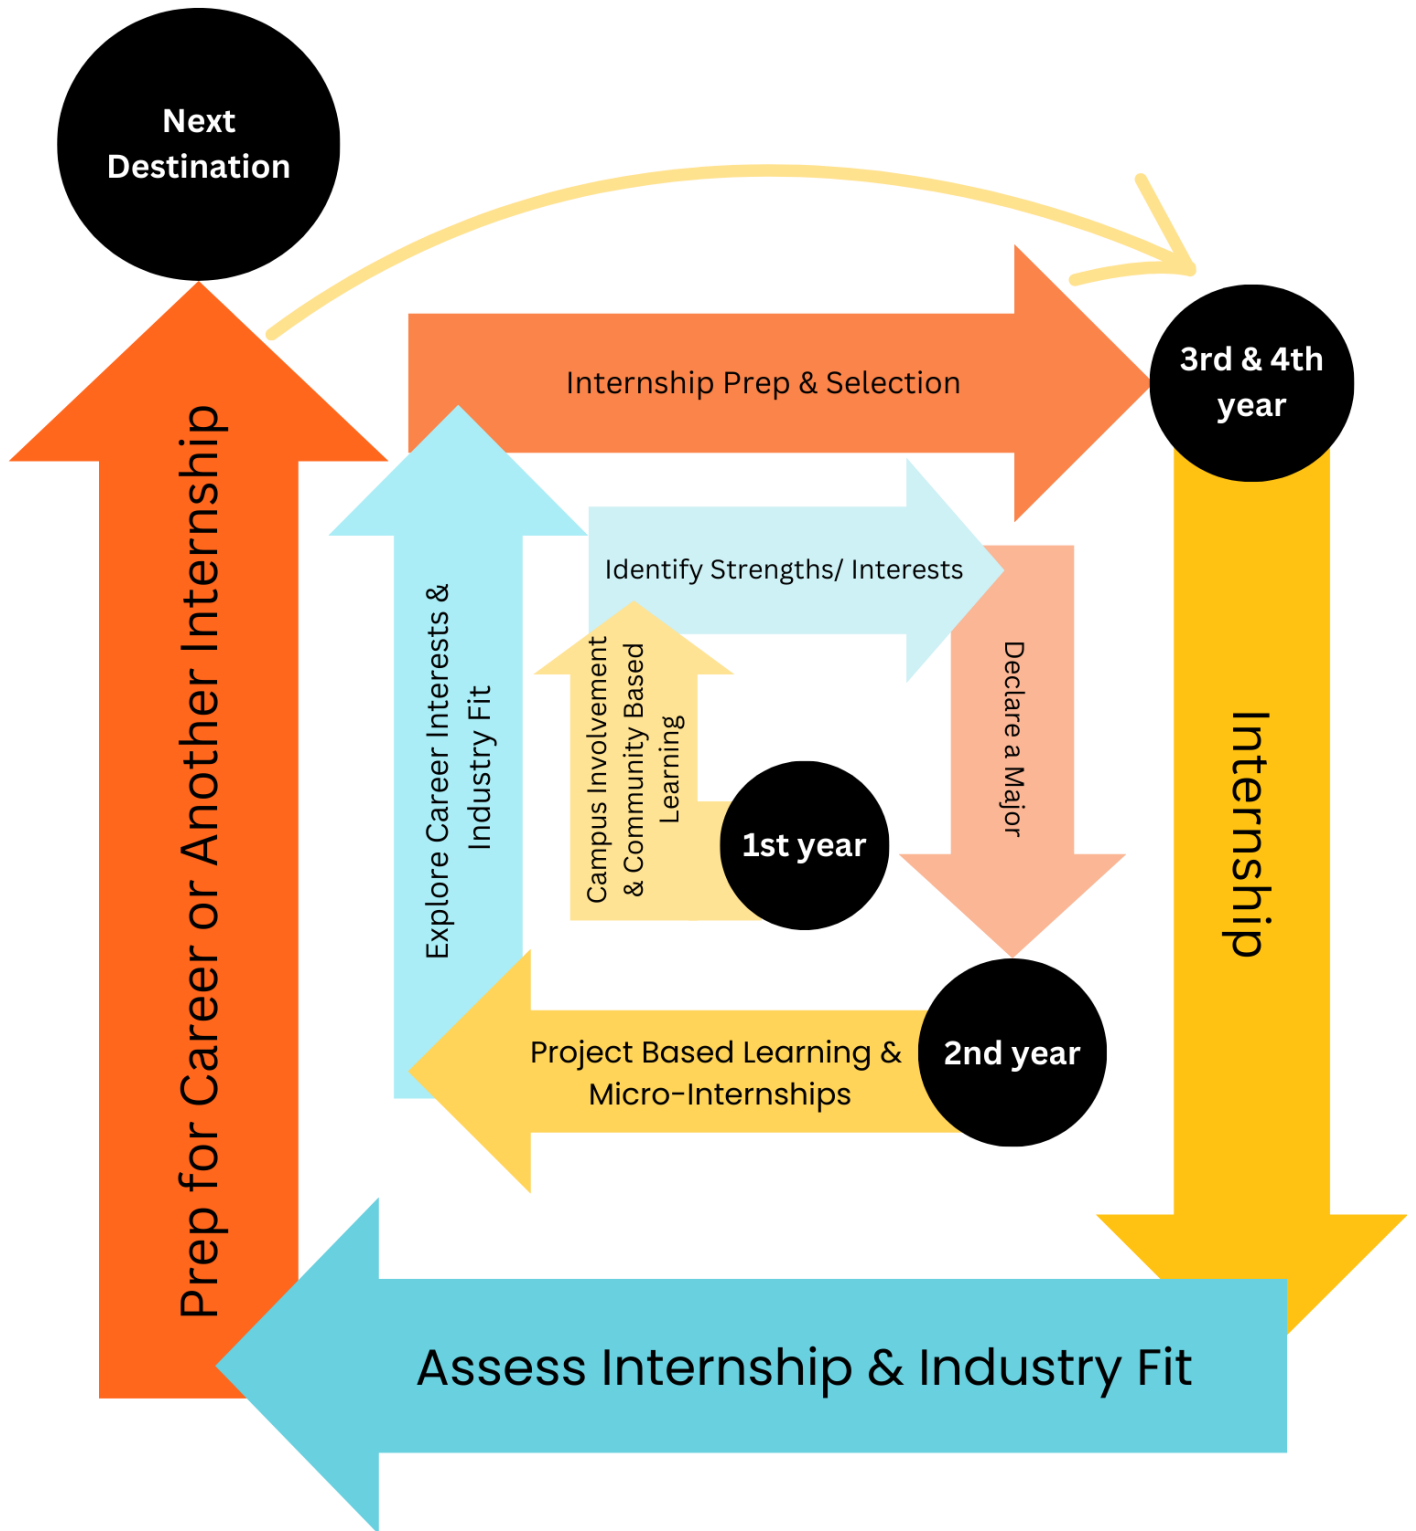 Next
Destination
Internship Prep & Selection
3rd & 4th
year
Identify Strengths/ Interests
Declare a Major
Campus Involvement
& Community Based
Learning
1st year
Explore Career Interests &
Industry Fit
Prep for Career or Another Internship
Internship
Project Based Learning &
Micro-Internships
2nd year
Assess Internship & Industry Fit